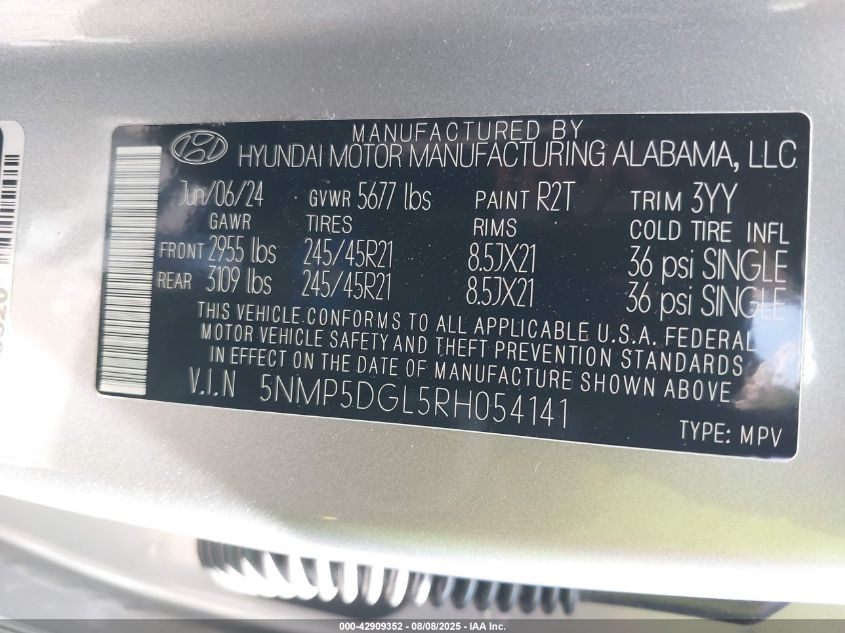 MANUFACTURED BY
HYUNDAI MOTOR MANUFACTURING ALABAMA, LLC
Jun/06/24 GVWR 5677 lbs PAINT R2T TRIM 3YY
GAWR TIRES RIMS COLD TIRE INFL
FRONT 2955 lbs 245/45R21 8.5JX21 36 psi SINGLE
REAR 3109 lbs 245/45R21 8.5JX21 36 psi SINGLE
THIS VEHICLE CONFORMS TO ALL APPLICABLE U.S.A. FEDERAL
MOTOR VEHICLE SAFETY AND THEFT PREVENTION STANDARDS
IN EFFECT ON THE DATE OF MANUFACTURE SHOWN ABOVE
V.I.N 5NMP5DGL5RH054141
TYPE: MPV
000-42909352 - 08/08/2025 - IAA Inc.